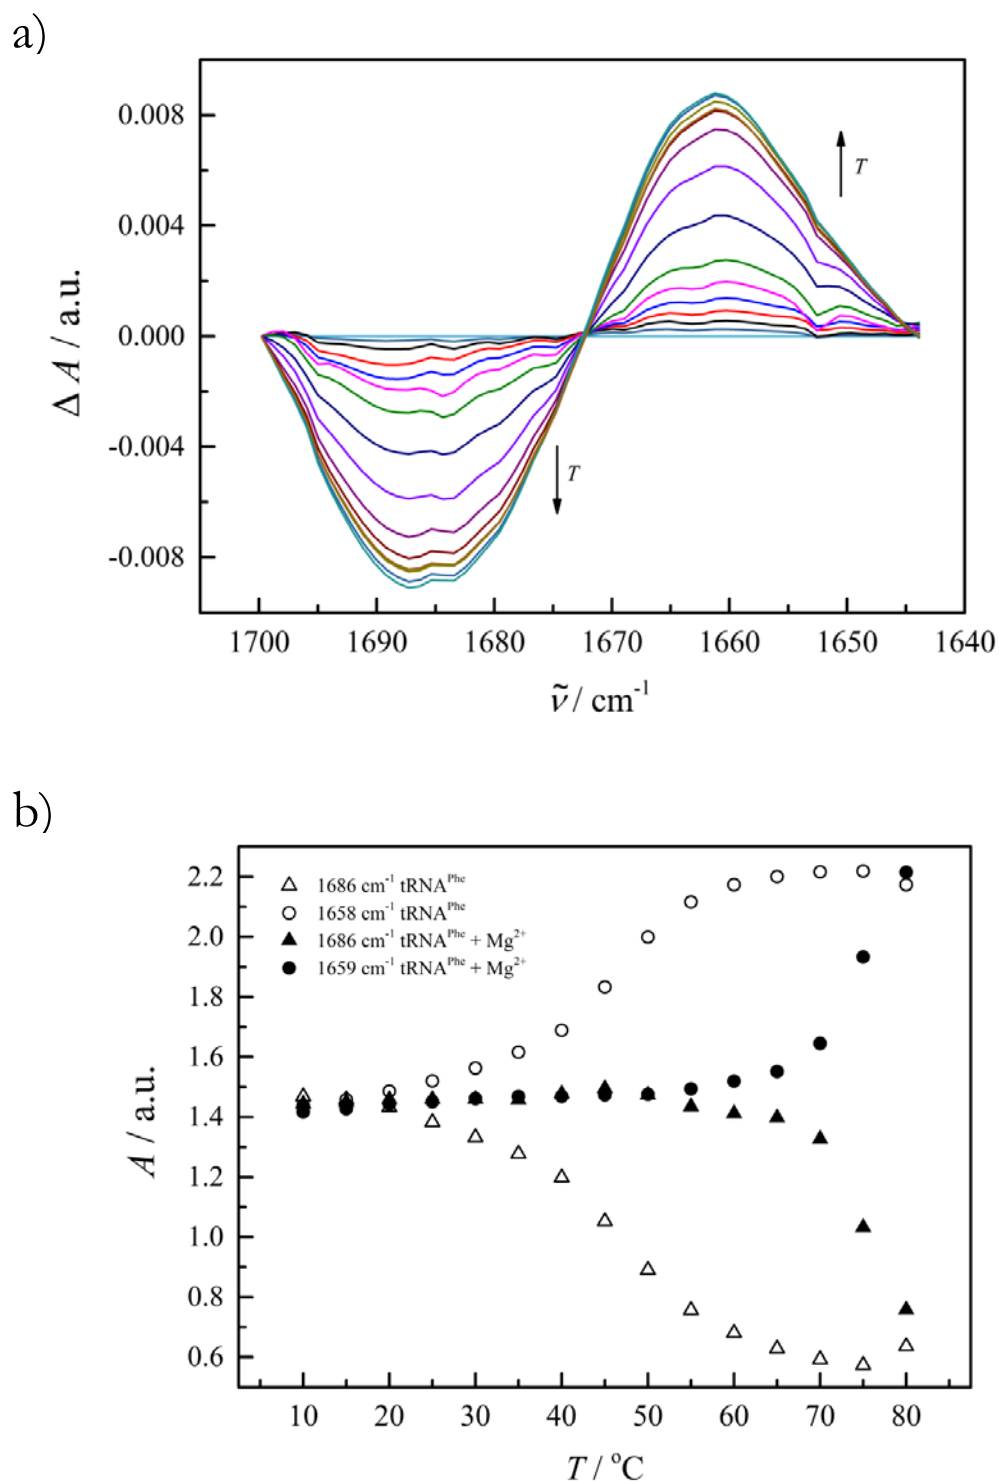 a)
0.008
0.004
0.000
-0.004
-0.008
Δ A / a.u.
T
T
1700 1690 1680 1670 1660 1650 1640
ν̃ / cm⁻¹
b)
2.2
2.0
1.8
1.6
1.4
1.2
1.0
0.8
0.6
A / a.u.
1686 cm⁻¹ tRNAᴾʰᵉ
1658 cm⁻¹ tRNAᴾʰᵉ
1686 cm⁻¹ tRNAᴾʰᵉ + Mg²⁺
1659 cm⁻¹ tRNAᴾʰᵉ + Mg²⁺
10 20 30 40 50 60 70 80
T / °C